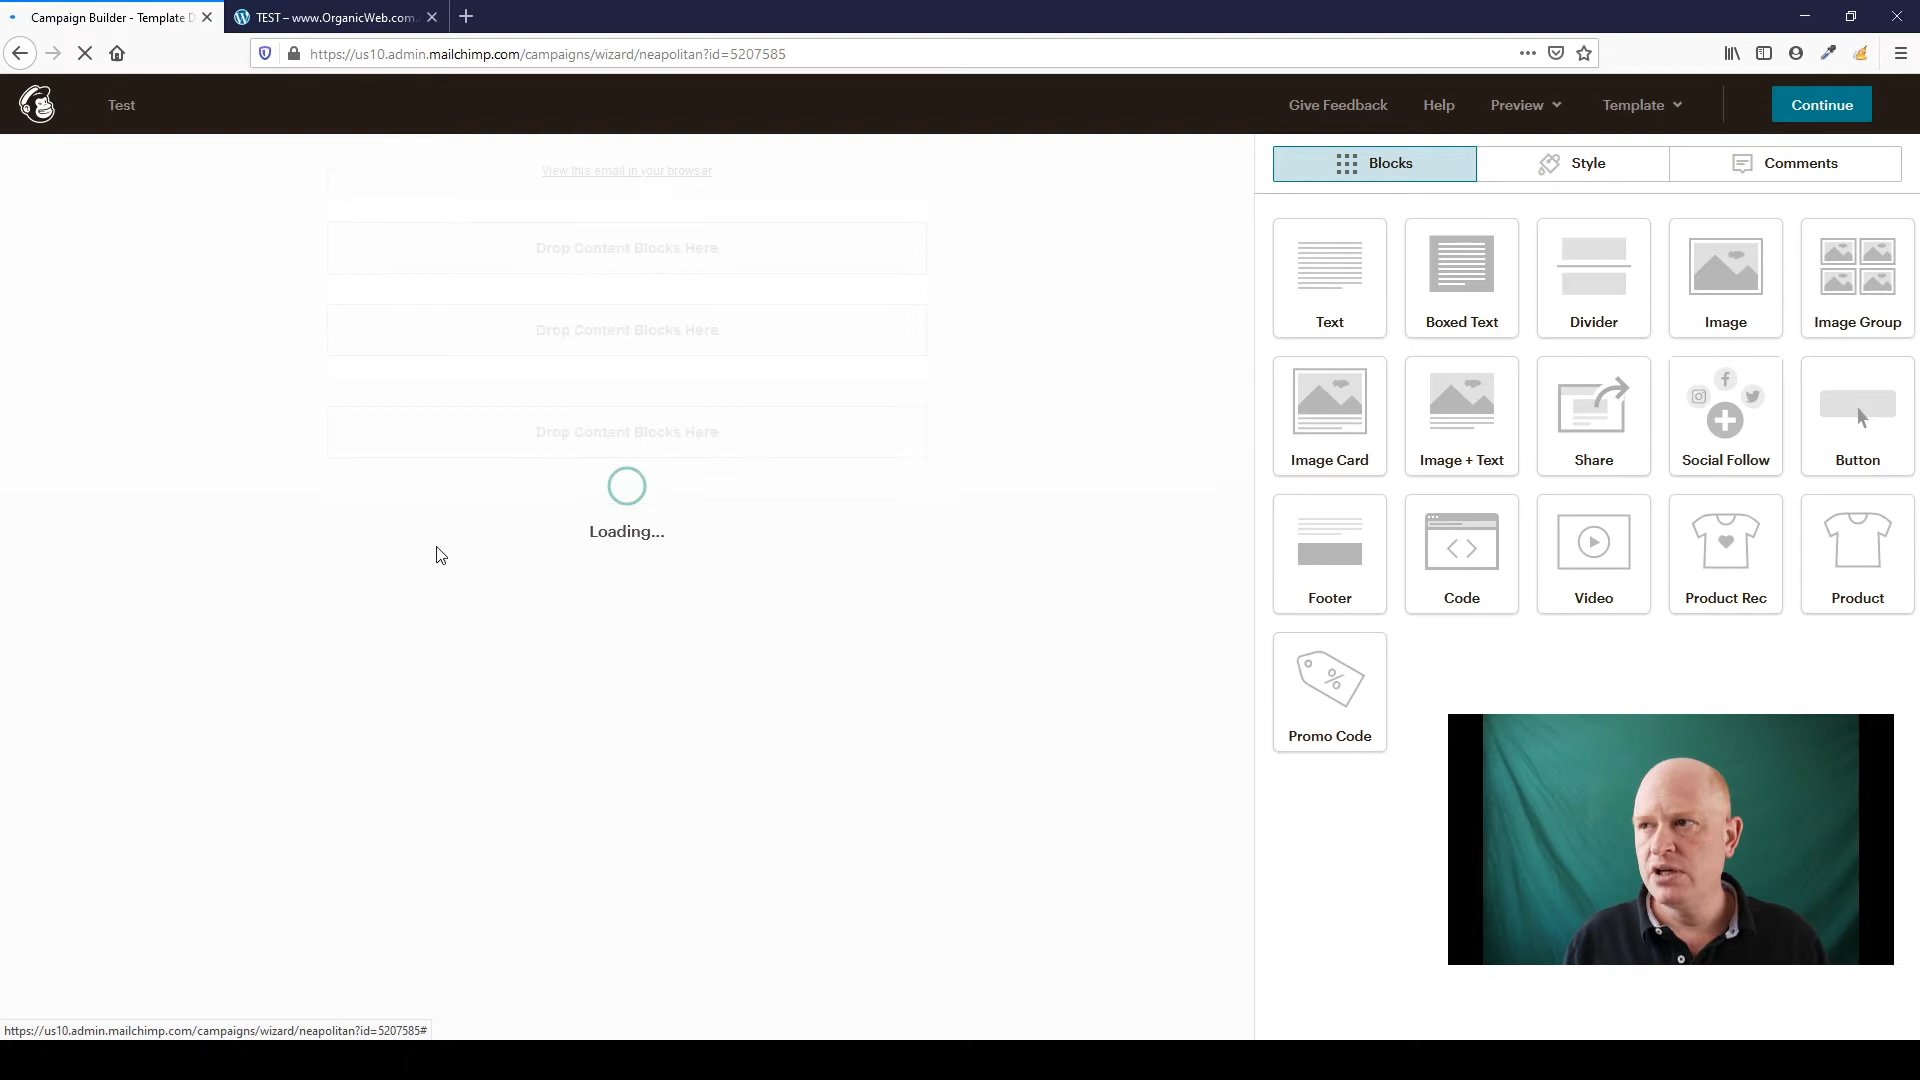 Campaign Builder - Template D
TEST – www.OrganicWeb.com.
https://us10.admin.mailchimp.com/campaigns/wizard/neapolitan?id=5207585
Test
Give Feedback
Help
Preview
Template
Continue
View this email in your browser
Drop Content Blocks Here
Drop Content Blocks Here
Drop Content Blocks Here
Loading...
Blocks
Style
Comments
Text
Boxed Text
Divider
Image
Image Group
Image Card
Image + Text
Share
Social Follow
Button
Footer
Code
Video
Product Rec
Product
Promo Code
https://us10.admin.mailchimp.com/campaigns/wizard/neapolitan?id=5207585#